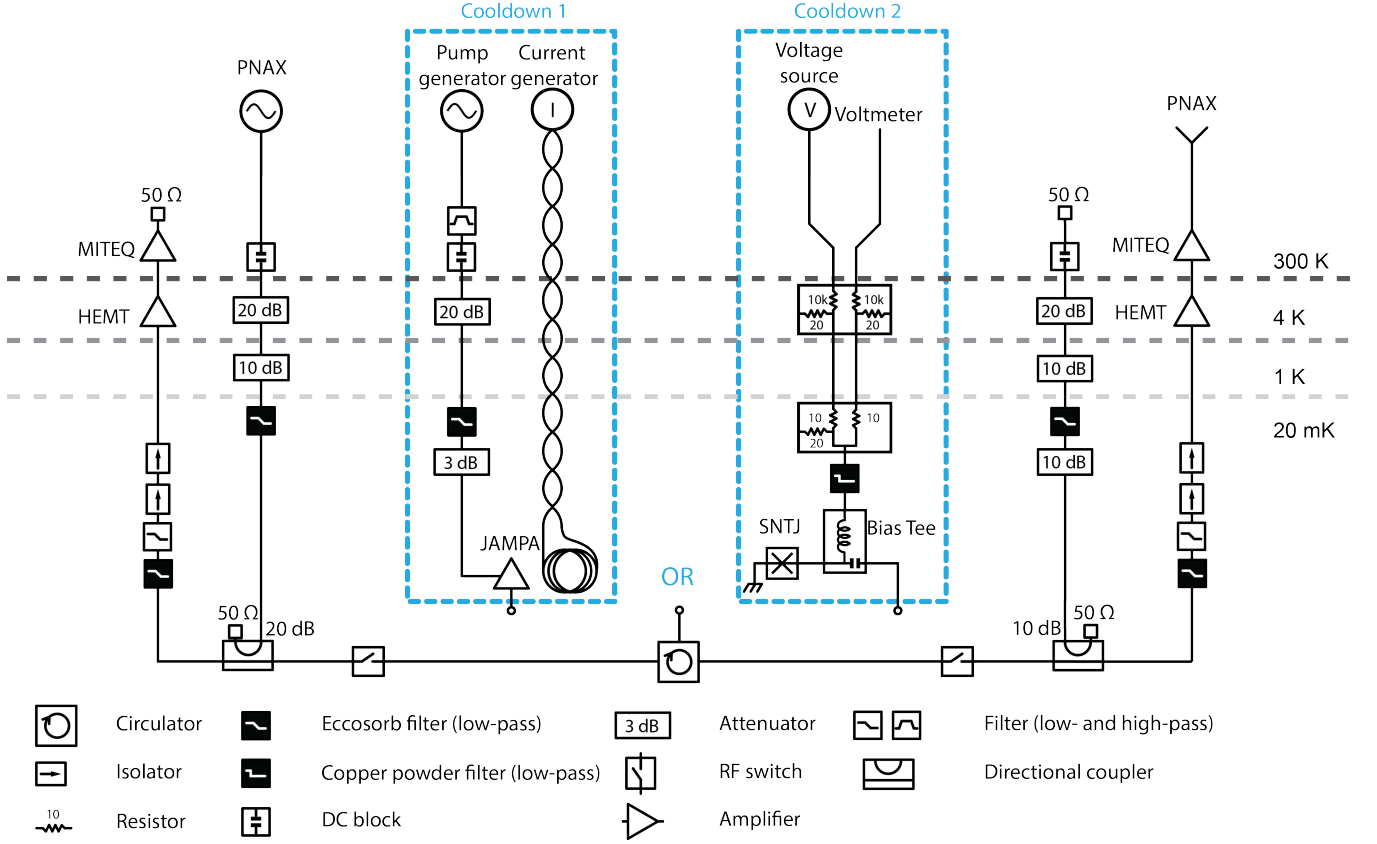 Cooldown 1
Cooldown 2
Pump
generator
Current
generator
Voltage
source
PNAX
I
V
Voltmeter
PNAX
50 Ω
50 Ω
MITEQ
MITEQ
300 K
HEMT
20 dB
20 dB
10k
10k
20
20
20 dB
HEMT
4 K
10 dB
10 dB
1 K
10
10
20
20 mK
3 dB
10 dB
SNTJ
Bias Tee
JAMPA
OR
50 Ω
20 dB
10 dB
50 Ω
Circulator
Eccosorb filter (low-pass)
3 dB
Attenuator
Filter (low- and high-pass)
Isolator
Copper powder filter (low-pass)
RF switch
Directional coupler
10
Resistor
DC block
Amplifier